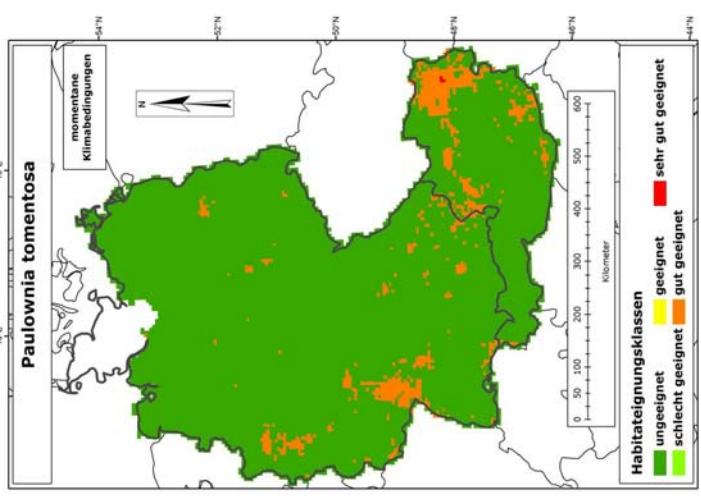 Paulownia tomentosa
momentane
Klimabedingungen
N
54°N
52°N
50°N
48°N
46°N
44°N
0 50 100 200 300 400 500 600
Kilometer
Habitateignungsklassen
ungeeignet
geeignet
sehr gut geeignet
schlecht geeignet
gut geeignet